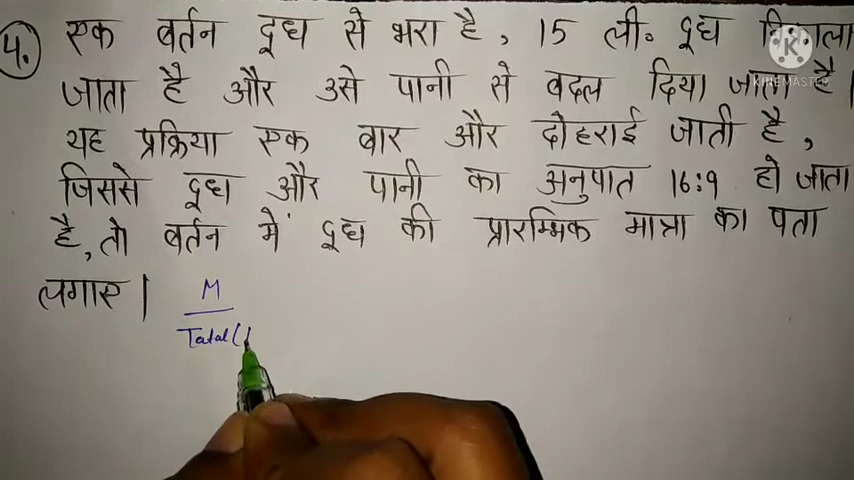 4. एक बर्तन दूध से भरा है, 15 ली० दूध
जाता है और उसे पानी से बदल दिया जाता है।
यह प्रक्रिया एक बार और दोहराई जाती है,
जिससे दूध और पानी का अनुपात 16:9 हो जाता
है, तो बर्तन में दूध की प्रारम्भिक मात्रा का पता
लगाए।
M
Total (
KINEMASTER